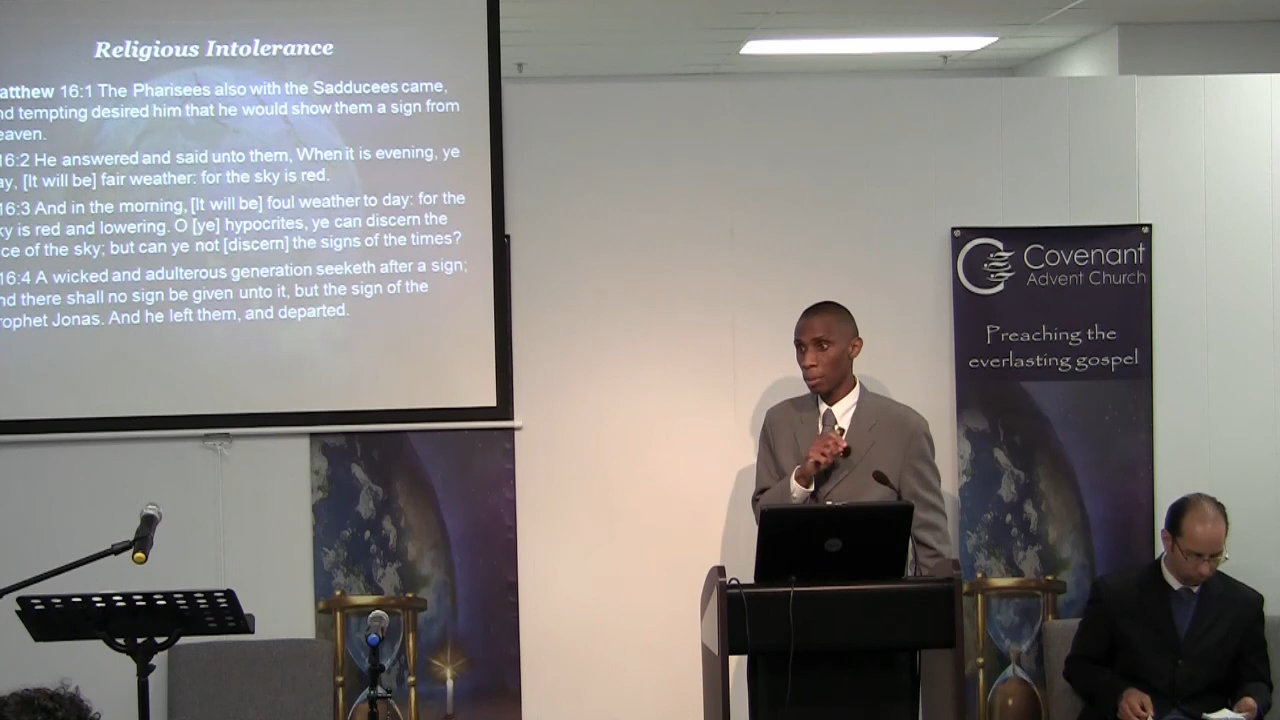 Religious Intolerance
atthew 16:1 The Pharisees also with the Sadducees came,
nd tempting desired him that he would show them a sign from
eaven.
16:2 He answered and said unto them, When it is evening, ye
ay, [It will be] fair weather: for the sky is red.
16:3 And in the morning, [It will be] foul weather to day: for the
ky is red and lowering. O [ye] hypocrites, ye can discern the
ce of the sky; but can ye not [discern] the signs of the times?
16:4 A wicked and adulterous generation seeketh after a sign;
nd there shall no sign be given unto it, but the sign of the
rophet Jonas. And he left them, and departed.
Covenant
Advent Church
Preaching the
everlasting gospel